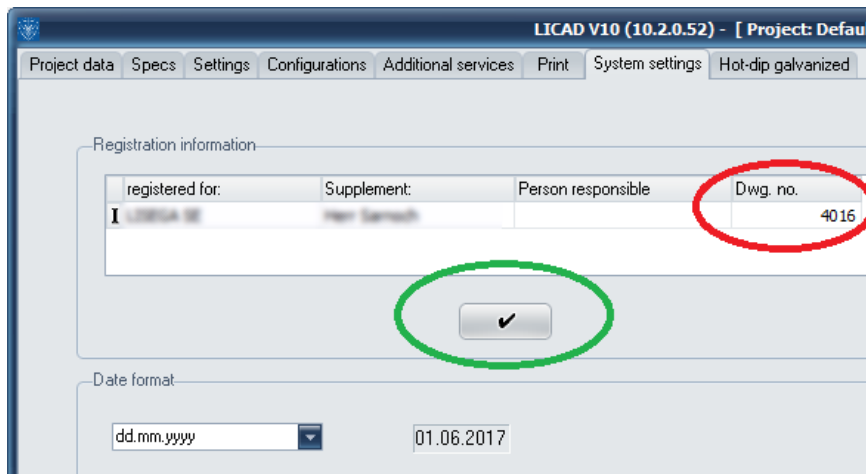 LICAD V10 (10.2.0.52) - [ Project: Defau
Project data Specs Settings Configurations Additional services Print System settings Hot-dip galvanized
Registration information
registered for: Supplement: Person responsible Dwg. no.
4016
Date format
dd.mm.yyyy 01.06.2017